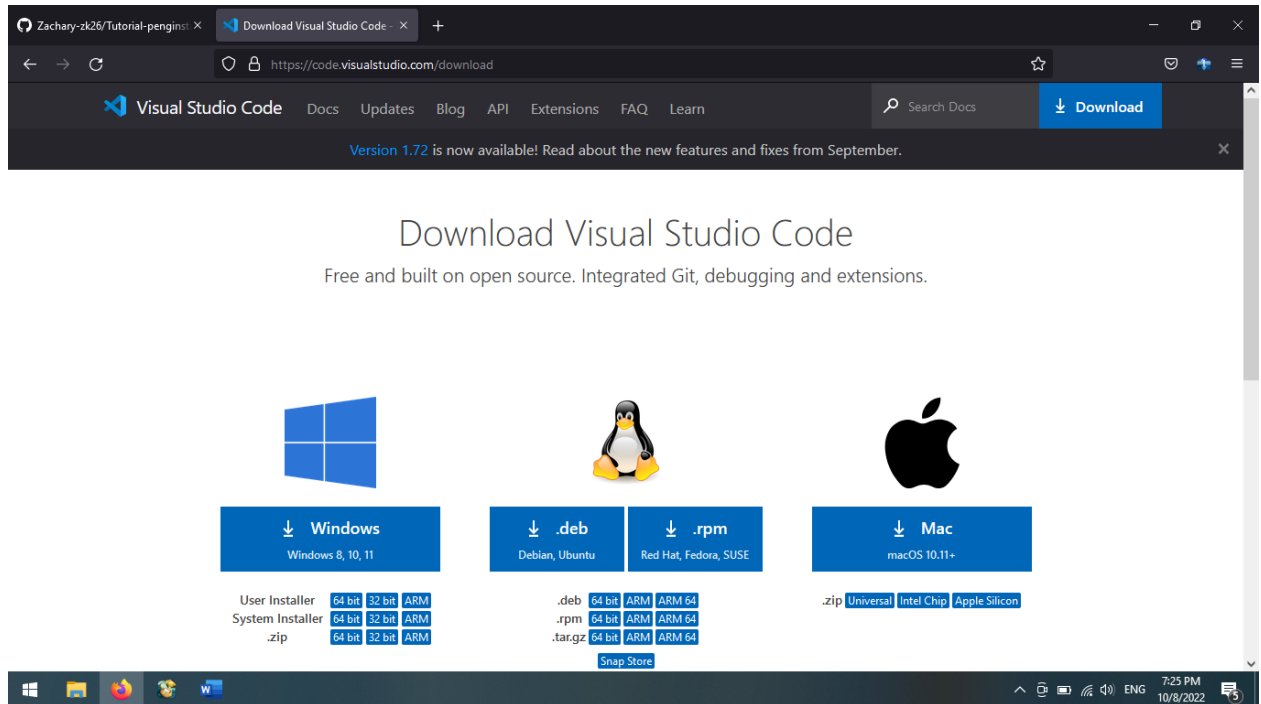 Zachary-zk26/Tutorial-penginst
Download Visual Studio Code -
https://code.visualstudio.com/download
Visual Studio Code Docs Updates Blog API Extensions FAQ Learn Search Docs Download
Version 1.72 is now available! Read about the new features and fixes from September.
Download Visual Studio Code
Free and built on open source. Integrated Git, debugging and extensions.
Windows
Windows 8, 10, 11
.deb
Debian, Ubuntu
.rpm
Red Hat, Fedora, SUSE
Mac
macOS 10.11+
User Installer 64 bit 32 bit ARM
System Installer 64 bit 32 bit ARM
.zip 64 bit 32 bit ARM
.deb 64 bit ARM ARM 64
.rpm 64 bit ARM ARM 64
.tar.gz 64 bit ARM ARM 64
Snap Store
.zip Universal Intel Chip Apple Silicon
W
ENG
7:25 PM
10/8/2022
5